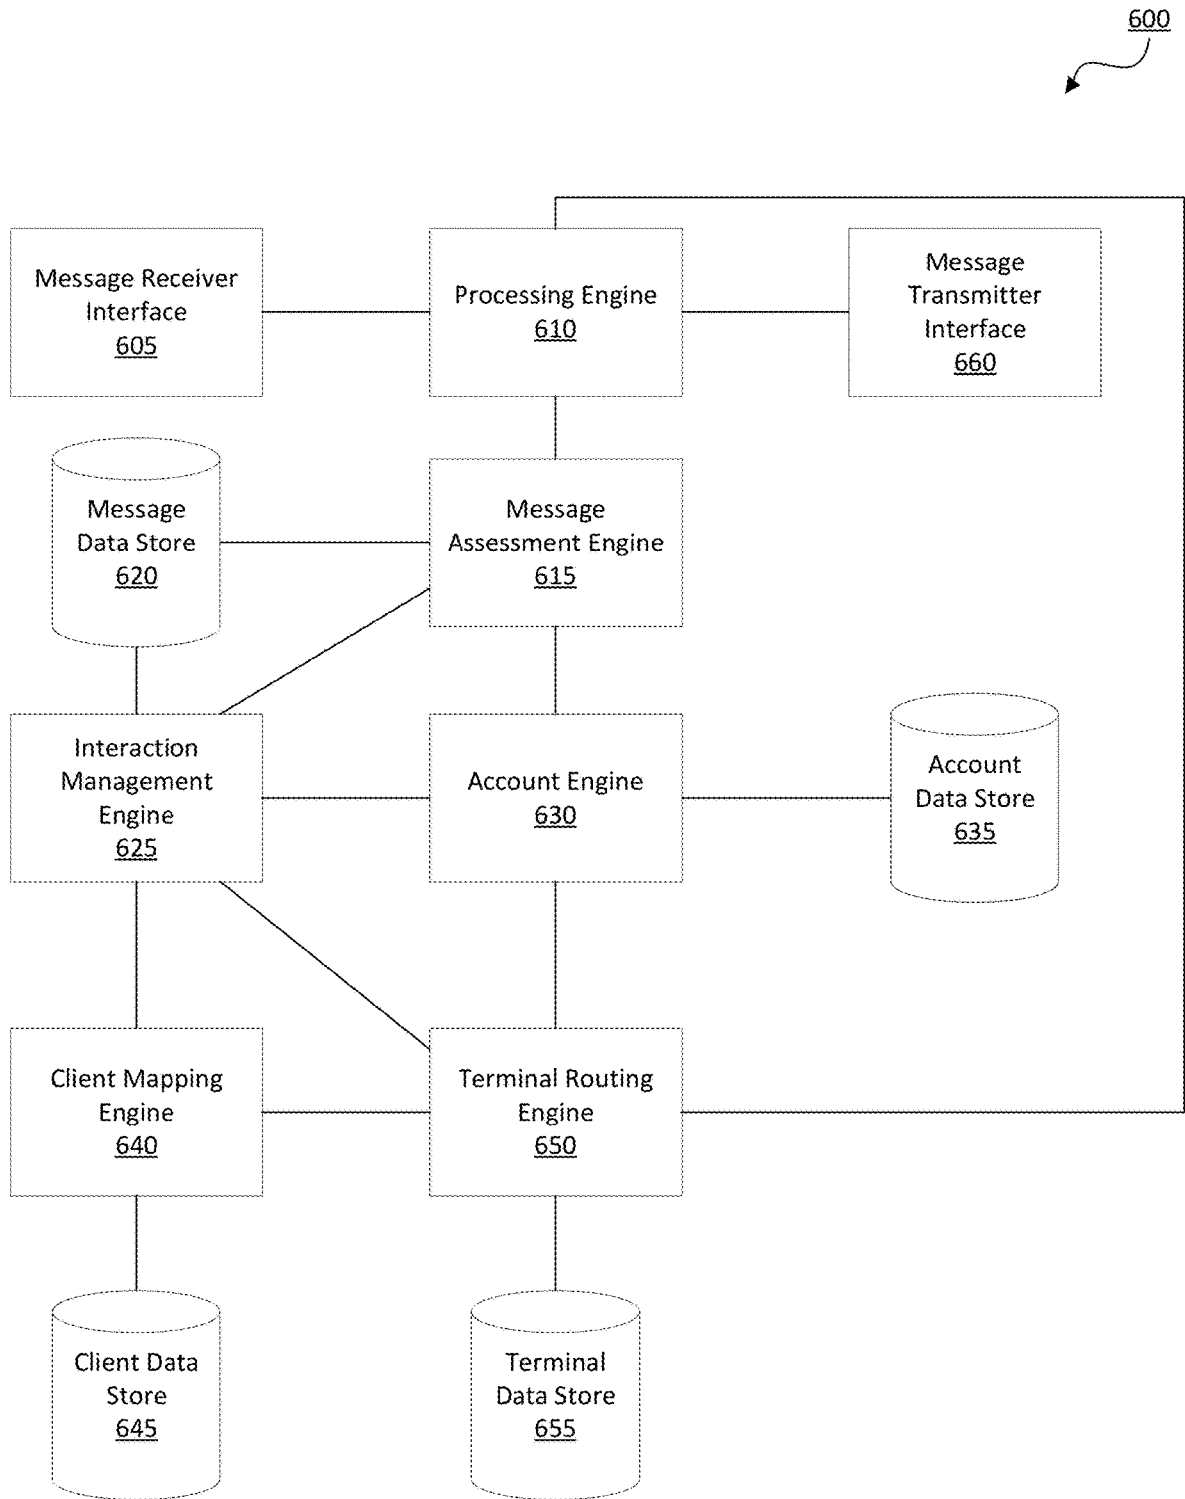 600
Message Receiver
Interface
605
Processing Engine
610
Message
Transmitter
Interface
660
Message
Data Store
620
Message
Assessment Engine
615
Interaction
Management
Engine
625
Account Engine
630
Account
Data Store
635
Client Mapping
Engine
640
Terminal Routing
Engine
650
Client Data
Store
645
Terminal
Data Store
655